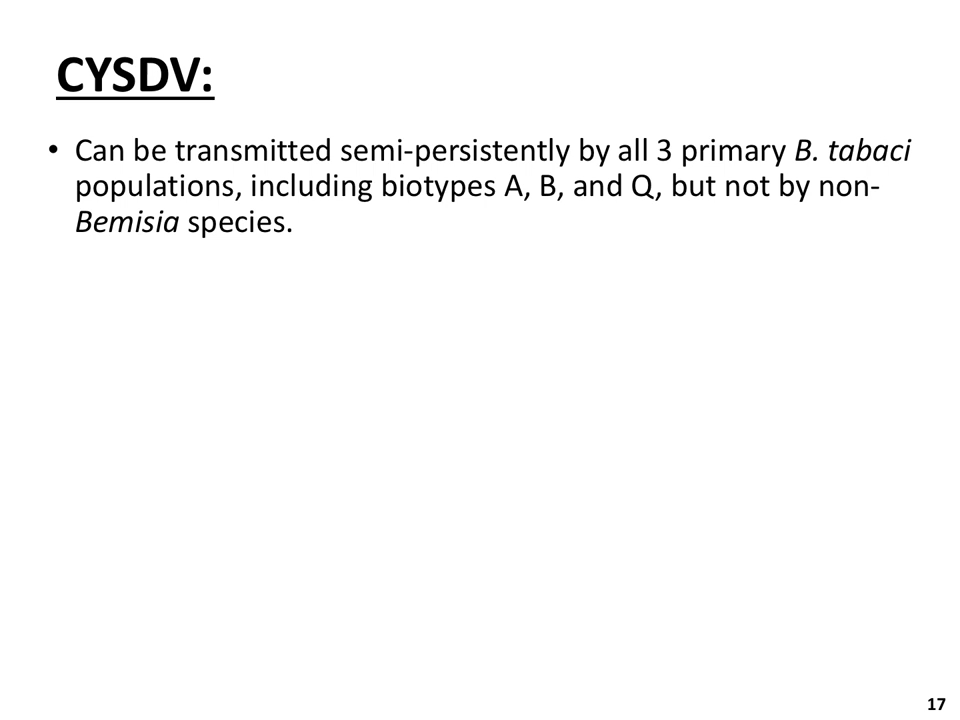 CYSDV:
• Can be transmitted semi-persistently by all 3 primary B. tabaci
populations, including biotypes A, B, and Q, but not by non-
Bemisia species.
17